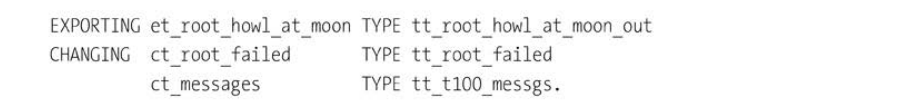 EXPORTING et_root_howl_at_moon TYPE tt_root_howl_at_moon_out
CHANGING ct_root_failed TYPE tt_root_failed
ct_messages TYPE tt_t100_messgs.